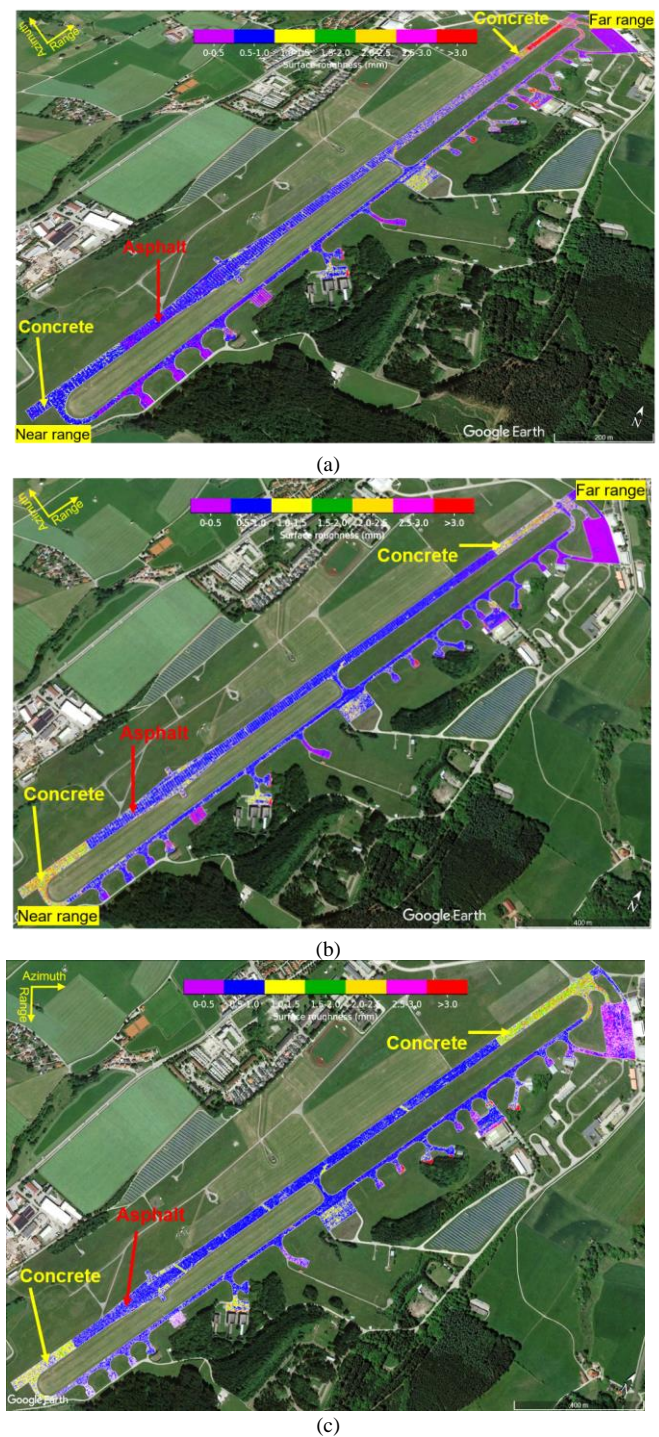 Azimuth
Range
Concrete
Far range
0-0.5 0.5-1.0 1.0-1.5 1.5-2.0 2.0-2.5 2.5-3.0 >3.0
Surface roughness (mm)
Asphalt
Concrete
Near range
Google Earth
200 m
N
(a)
Azimuth
Range
Far range
0-0.5 0.5-1.0 1.0-1.5 1.5-2.0 2.0-2.5 2.5-3.0 >3.0
Surface roughness (mm)
Concrete
Asphalt
Concrete
Near range
Google Earth
400 m
N
(b)
Azimuth
Range
0-0.5 0.5-1.0 1.0-1.5 1.5-2.0 2.0-2.5 2.5-3.0 >3.0
Surface roughness (mm)
Concrete
Asphalt
Concrete
Google Earth
400 m
N
(c)